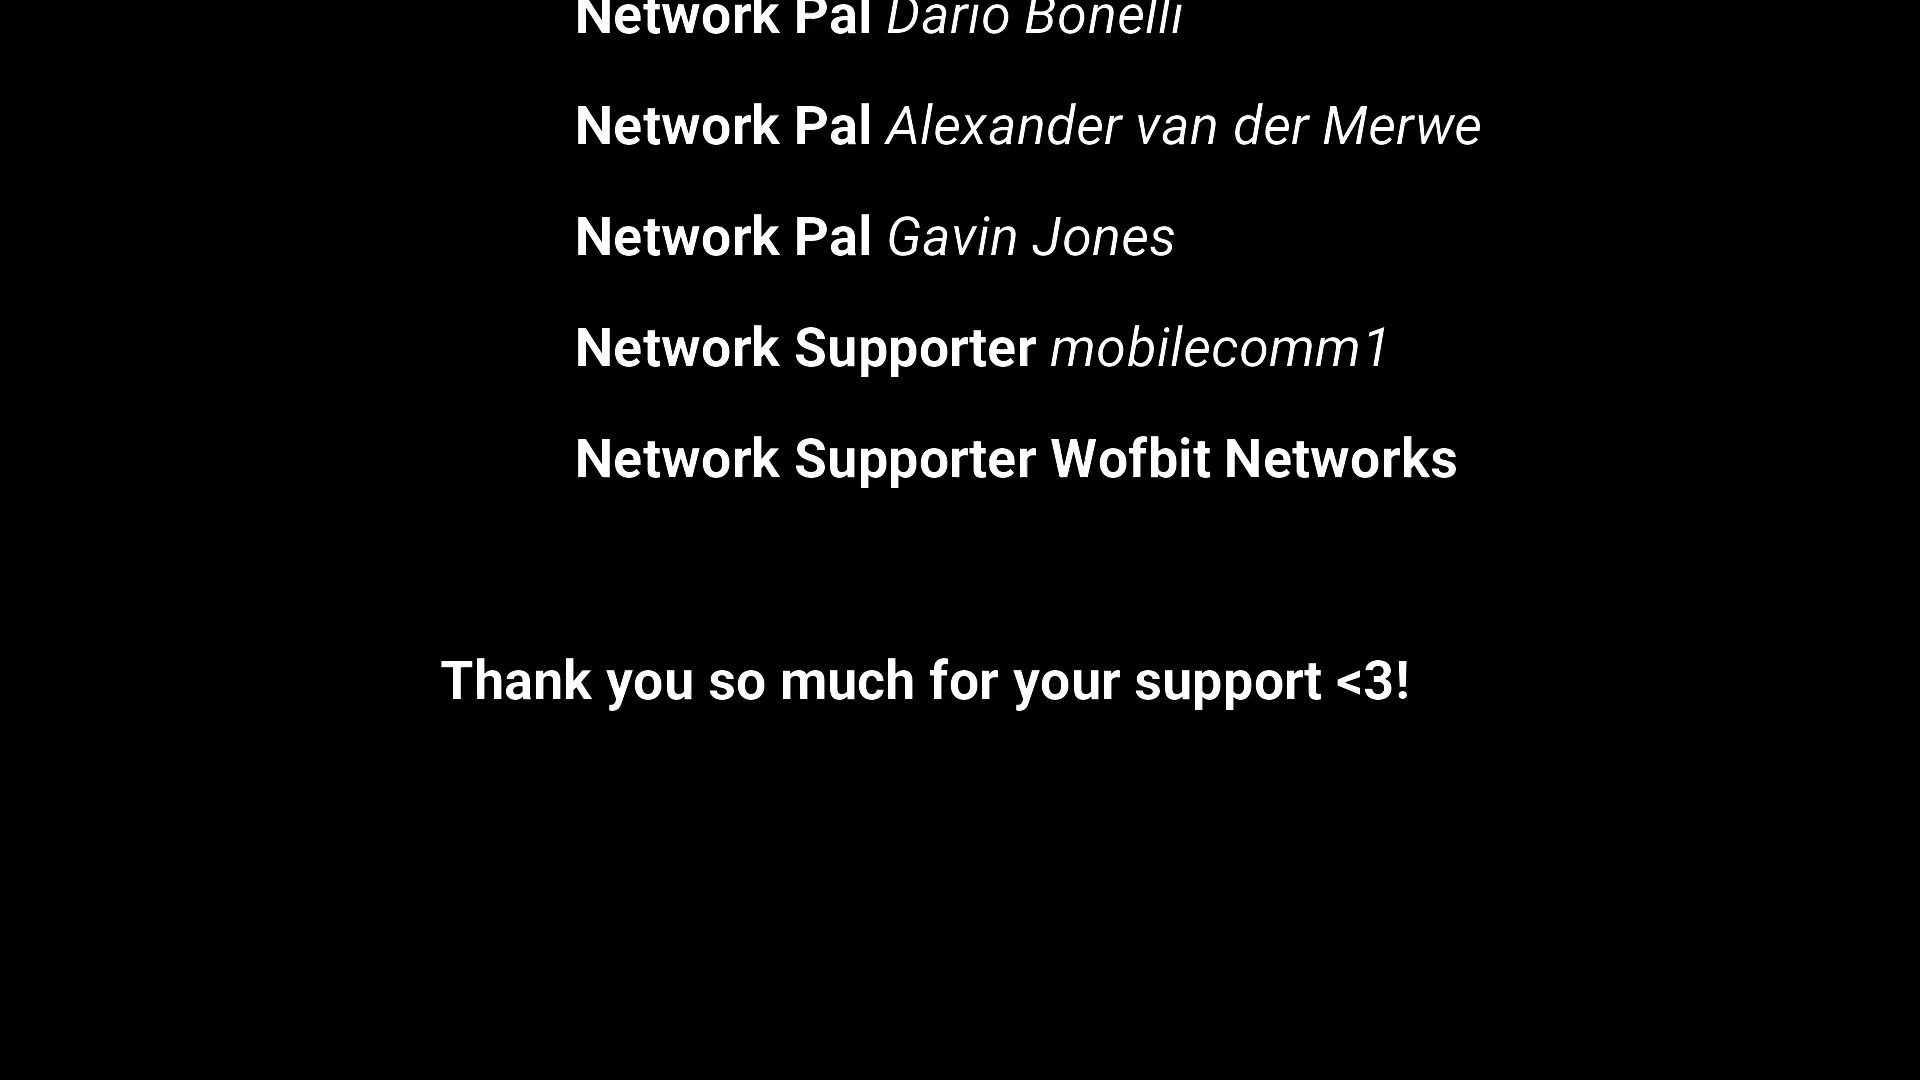 Network Pal Dario Bonelli
Network Pal Alexander van der Merwe
Network Pal Gavin Jones
Network Supporter mobilecomm1
Network Supporter Wofbit Networks
Thank you so much for your support <3!